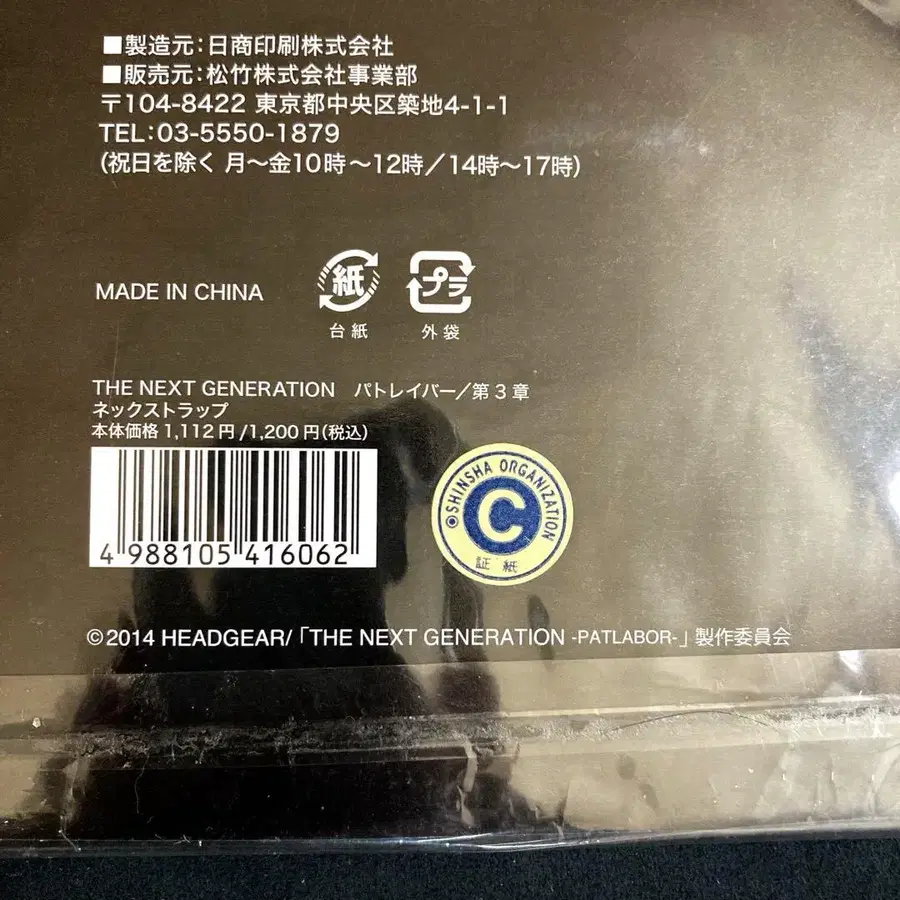 ■製造元：日商印刷株式会社
■販売元：松竹株式会社事業部
〒104-8422 東京都中央区築地4-1-1
TEL：03-5550-1879
（祝日を除く 月〜金10時〜12時／14時〜17時）
MADE IN CHINA
紙
台紙
プラ
外袋
THE NEXT GENERATION パトレイバー／第3章
ネックストラップ
本体価格 1,112円/1,200円（税込）
4 988105 416062
SHINSHA ORGANIZATION
C
証紙
©2014 HEADGEAR/「THE NEXT GENERATION -PATLABOR-」製作委員会